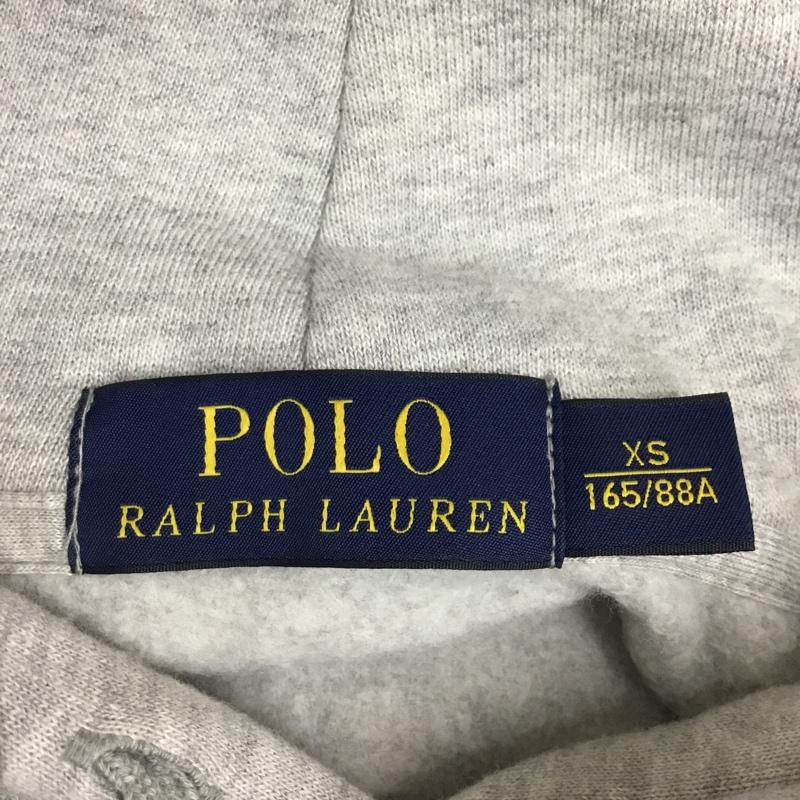 POLO
RALPH LAUREN
XS
165/88A